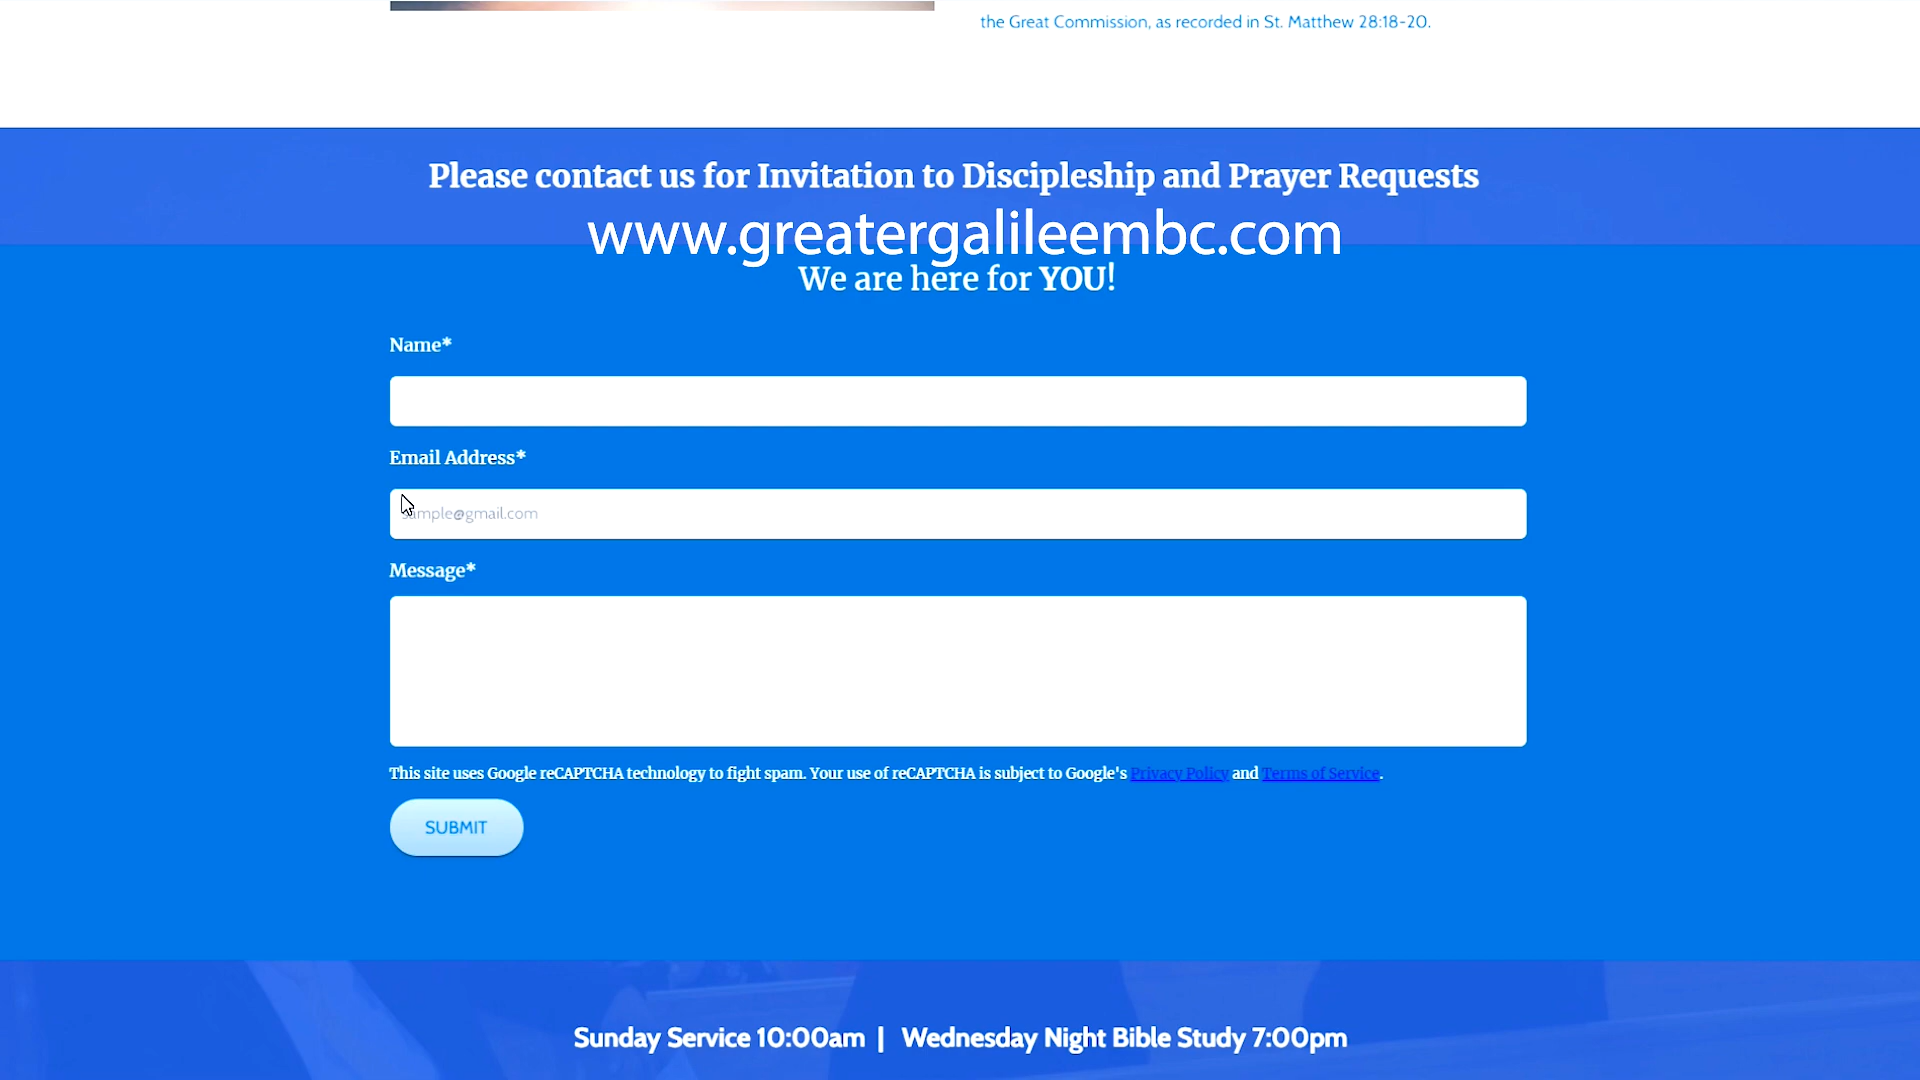 the Great Commission, as recorded in St. Matthew 28:18-20.
Please contact us for Invitation to Discipleship and Prayer Requests
www.greatergalileembc.com
We are here for YOU!
Name*
Email Address*
sample@gmail.com
Message*
This site uses Google reCAPTCHA technology to fight spam. Your use of reCAPTCHA is subject to Google's Privacy Policy and Terms of Service.
SUBMIT
Sunday Service 10:00am | Wednesday Night Bible Study 7:00pm